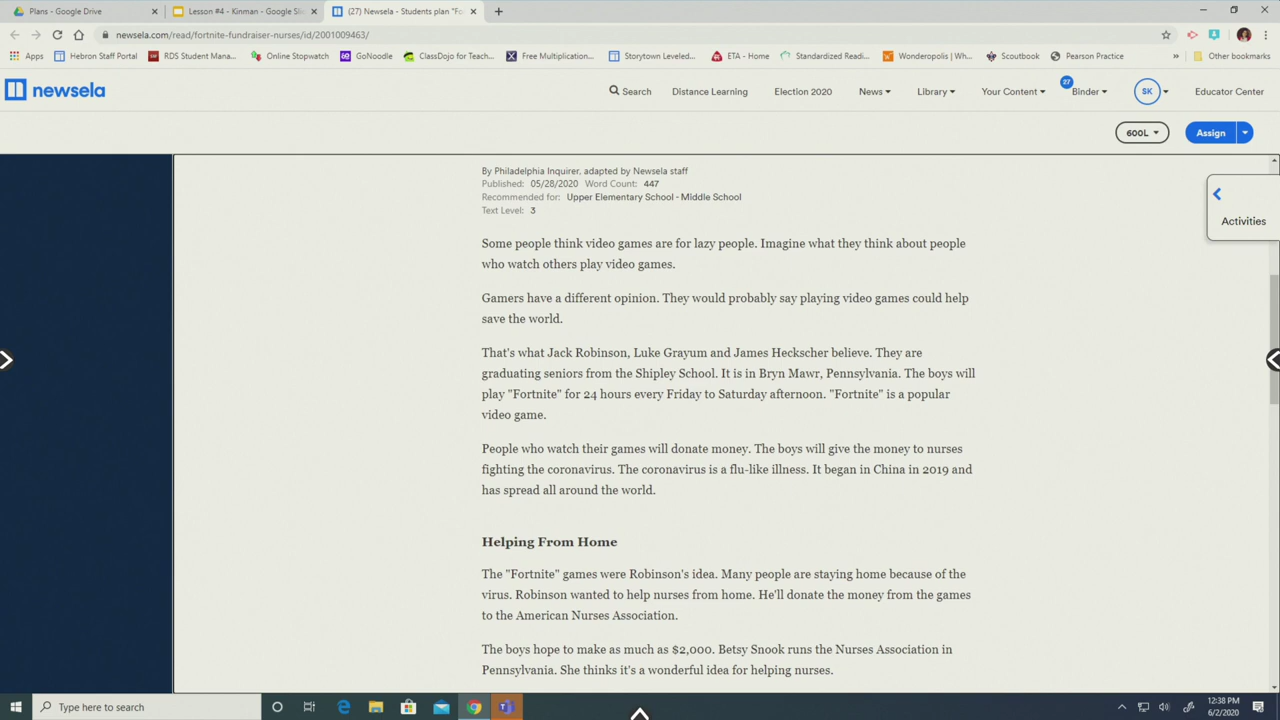 Plans - Google Drive
Lesson #4 - Kinman - Google Sli
(27) Newsela - Students plan "Fo
newsela.com/read/fortnite-fundraiser-nurses/id/2001009463/
Apps
Hebron Staff Portal
RDS Student Mana...
Online Stopwatch
GoNoodle
ClassDojo for Teach...
Free Multiplication...
Storytown Leveled...
ETA - Home
Standardized Readi...
Wonderopolis | Wh...
Scoutbook
Pearson Practice
»
Other bookmarks
newsela
Search
Distance Learning
Election 2020
News
Library
Your Content
27
Binder
SK
Educator Center
600L
Assign
Activities
By Philadelphia Inquirer, adapted by Newsela staff
Published: 05/28/2020 Word Count: 447
Recommended for: Upper Elementary School - Middle School
Text Level: 3
Some people think video games are for lazy people. Imagine what they think about people
who watch others play video games.
Gamers have a different opinion. They would probably say playing video games could help
save the world.
That's what Jack Robinson, Luke Grayum and James Heckscher believe. They are
graduating seniors from the Shipley School. It is in Bryn Mawr, Pennsylvania. The boys will
play "Fortnite" for 24 hours every Friday to Saturday afternoon. "Fortnite" is a popular
video game.
People who watch their games will donate money. The boys will give the money to nurses
fighting the coronavirus. The coronavirus is a flu-like illness. It began in China in 2019 and
has spread all around the world.
Helping From Home
The "Fortnite" games were Robinson's idea. Many people are staying home because of the
virus. Robinson wanted to help nurses from home. He'll donate the money from the games
to the American Nurses Association.
The boys hope to make as much as $2,000. Betsy Snook runs the Nurses Association in
Pennsylvania. She thinks it's a wonderful idea for helping nurses.
Type here to search
12:38 PM
6/2/2020